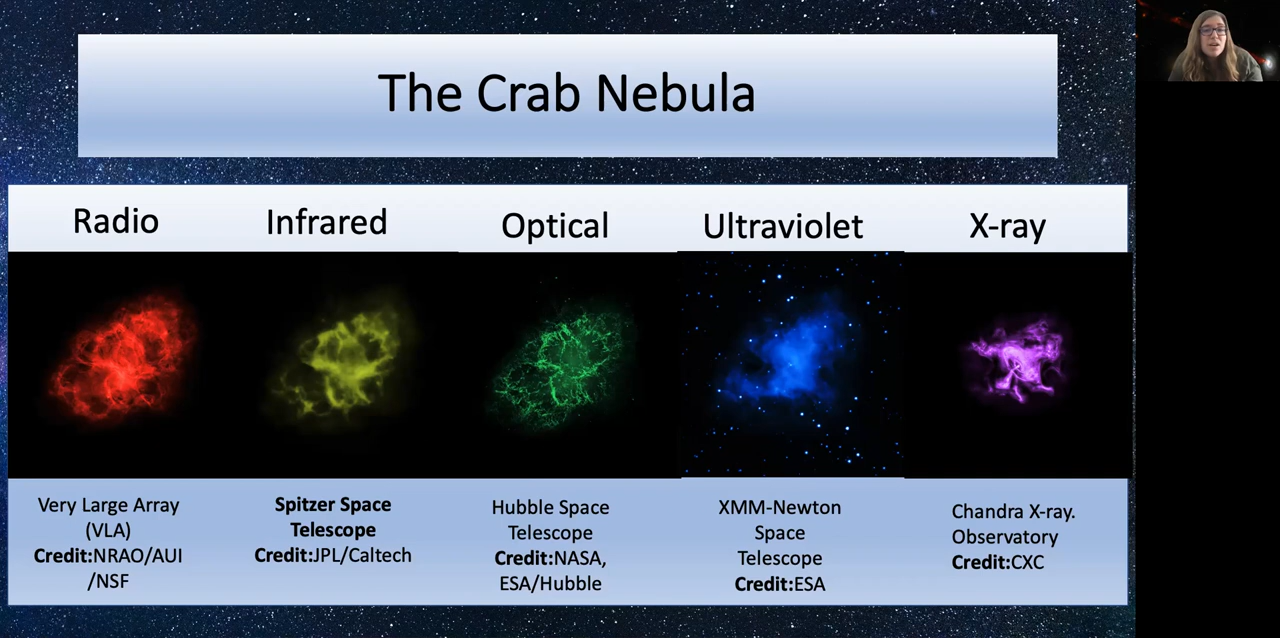 The Crab Nebula
Radio
Infrared
Optical
Ultraviolet
X-ray
Very Large Array
(VLA)
Credit:NRAO/AUI
/NSF
Spitzer Space
Telescope
Credit:JPL/Caltech
Hubble Space
Telescope
Credit:NASA,
ESA/Hubble
XMM-Newton
Space
Telescope
Credit:ESA
Chandra X-ray.
Observatory
Credit:CXC